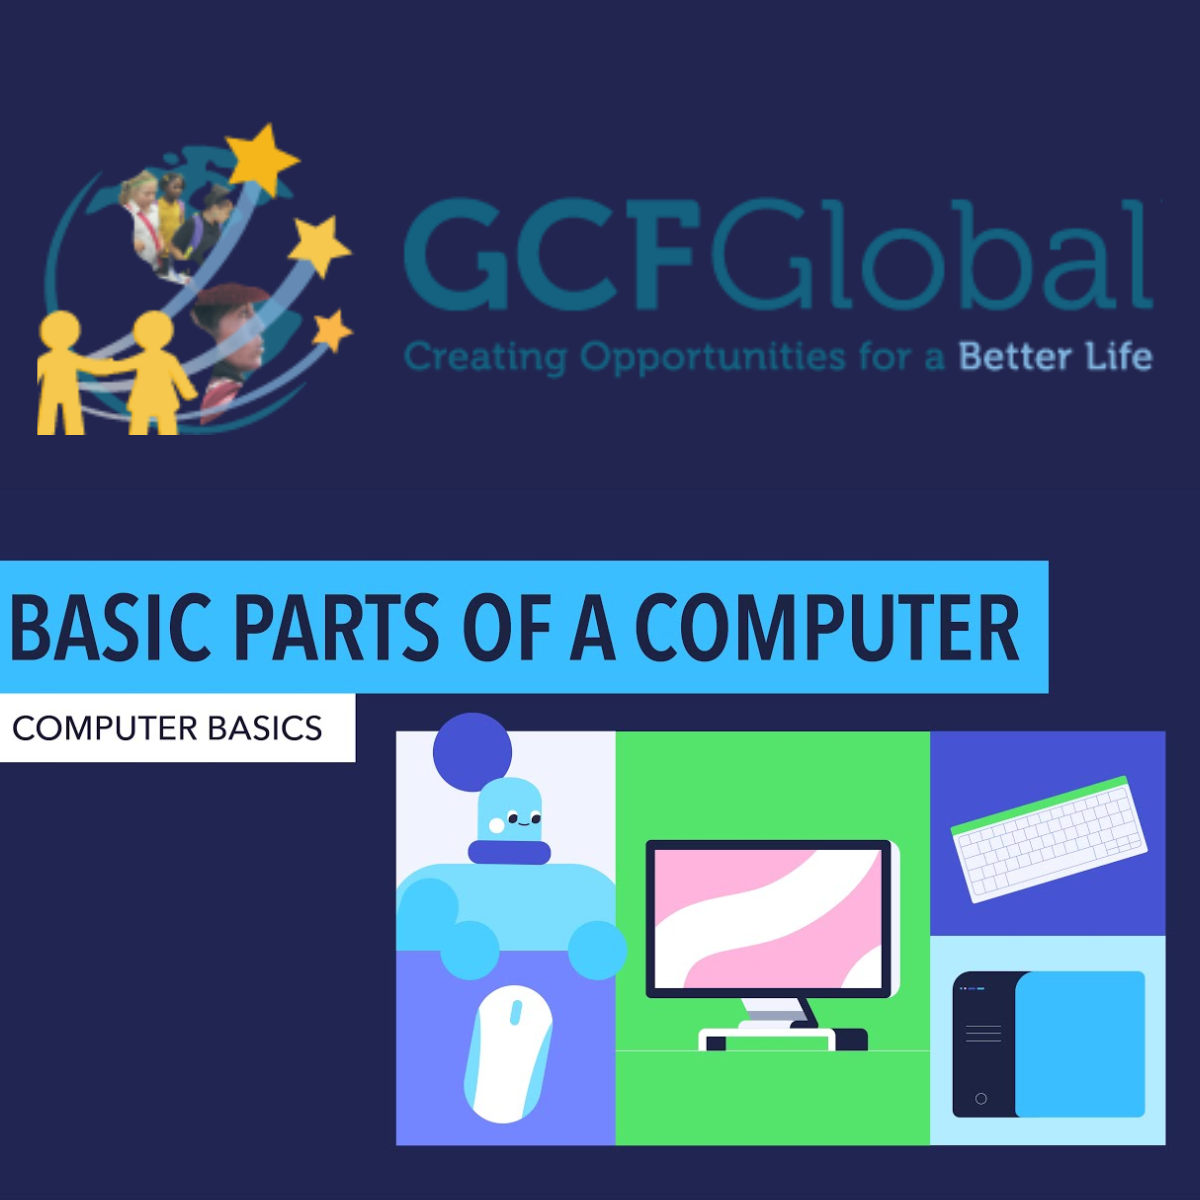 GCFGlobal
Creating Opportunities for a Better Life
BASIC PARTS OF A COMPUTER
COMPUTER BASICS